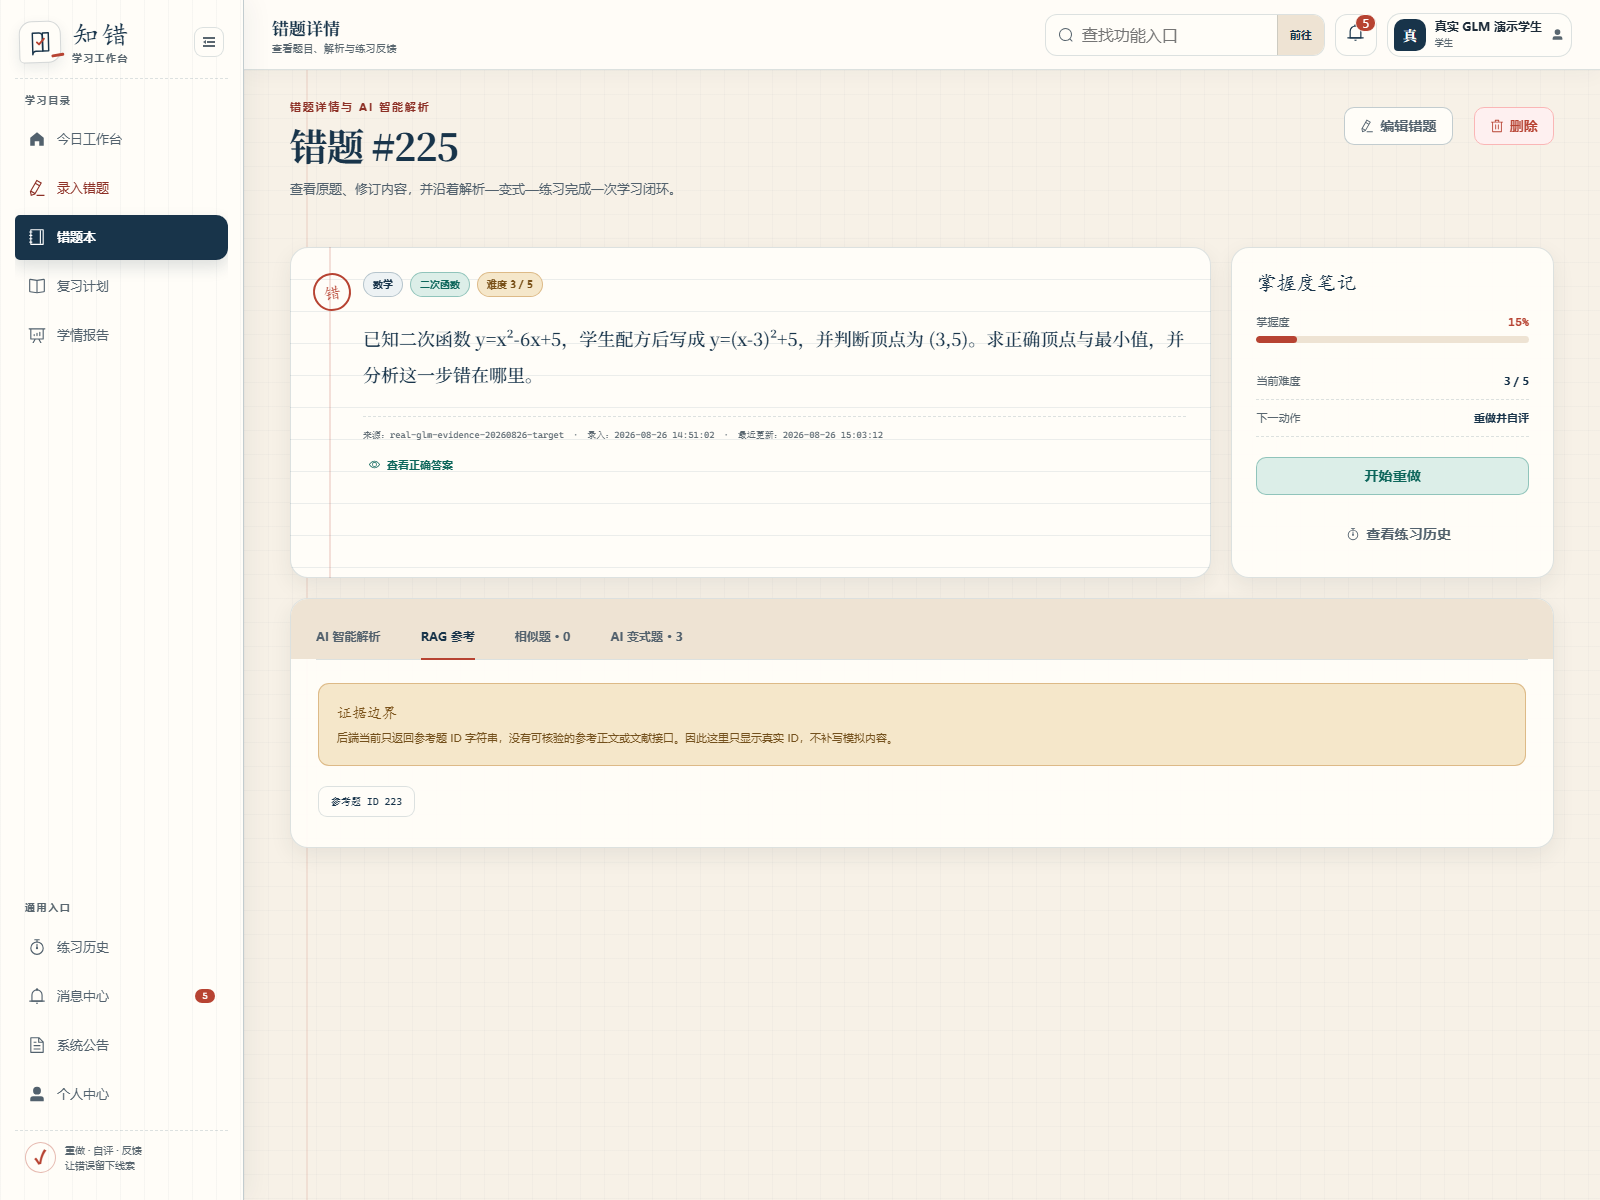 知错
学习工作台
学习目录
今日工作台
录入错题
错题本
复习计划
学情报告
通用入口
练习历史
消息中心
5
系统公告
个人中心
重做 · 自评 · 反馈
让错误留下线索
错题详情
查看题目、解析与练习反馈
查找功能入口
前往
5
真
真实 GLM 演示学生
学生
错题详情与 AI 智能解析
错题 #225
查看原题、修订内容，并沿着解析—变式—练习完成一次学习闭环。
编辑错题
删除
错
数学
二次函数
难度 3 / 5
已知二次函数 y=x²-6x+5，学生配方后写成 y=(x-3)²+5，并判断顶点为 (3,5)。求正确顶点与最小值，并
分析这一步错在哪里。
来源：real-glm-evidence-20260826-target · 录入：2026-08-26 14:51:02 · 最近更新：2026-08-26 15:03:12
查看正确答案
掌握度笔记
掌握度
15%
当前难度
3 / 5
下一动作
重做并自评
开始重做
查看练习历史
AI 智能解析
RAG 参考
相似题 • 0
AI 变式题 • 3
证据边界
后端当前只返回参考题 ID 字符串，没有可核验的参考正文或文献接口。因此这里只显示真实 ID，不补写模拟内容。
参考题 ID 223